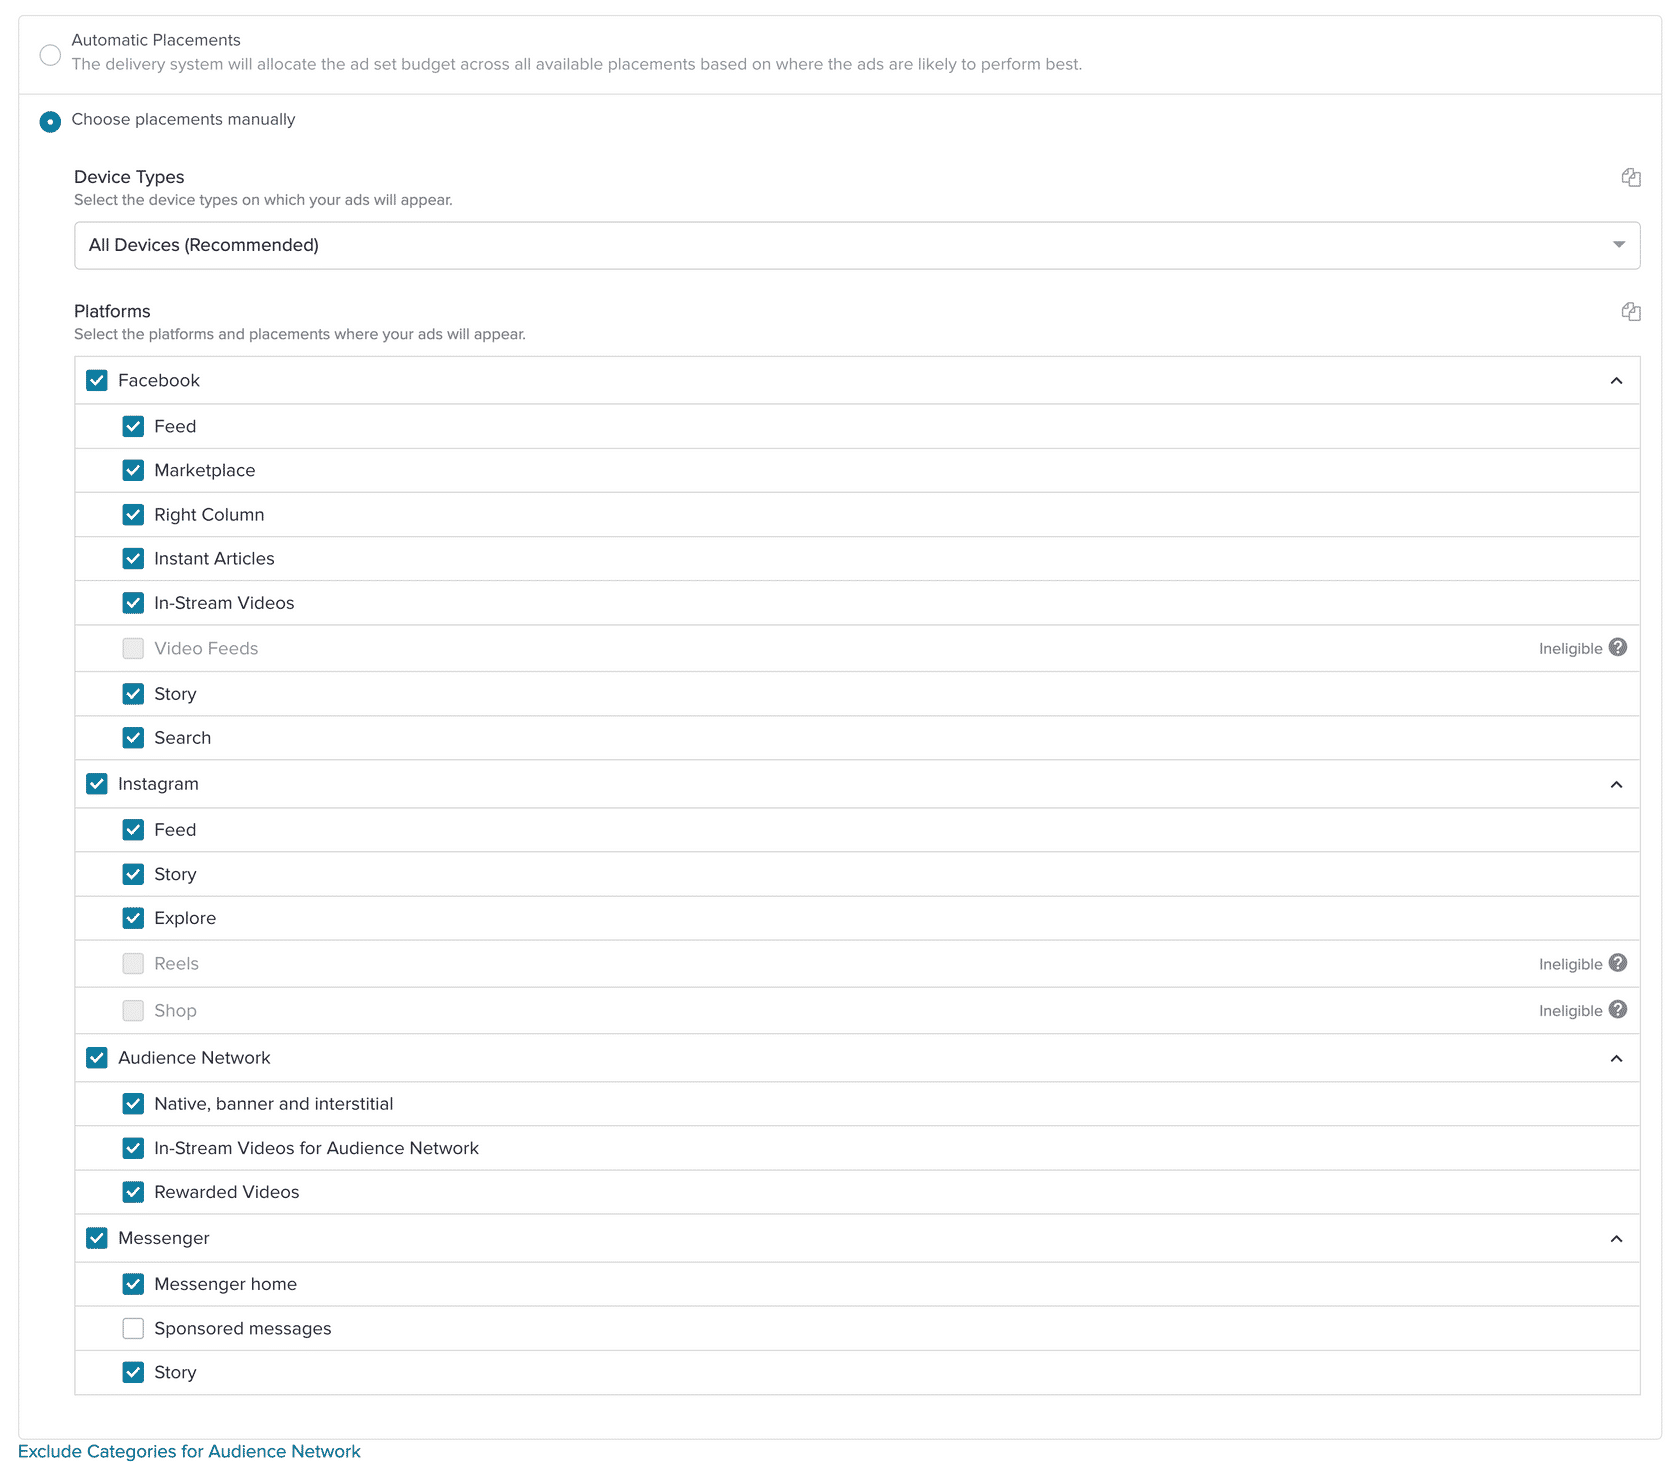 Automatic Placements
The delivery system will allocate the ad set budget across all available placements based on where the ads are likely to perform best.
Choose placements manually
Device Types
Select the device types on which your ads will appear.
All Devices (Recommended)
Platforms
Select the platforms and placements where your ads will appear.
Facebook
Feed
Marketplace
Right Column
Instant Articles
In-Stream Videos
Video Feeds Ineligible ?
Story
Search
Instagram
Feed
Story
Explore
Reels Ineligible ?
Shop Ineligible ?
Audience Network
Native, banner and interstitial
In-Stream Videos for Audience Network
Rewarded Videos
Messenger
Messenger home
Sponsored messages
Story
Exclude Categories for Audience Network